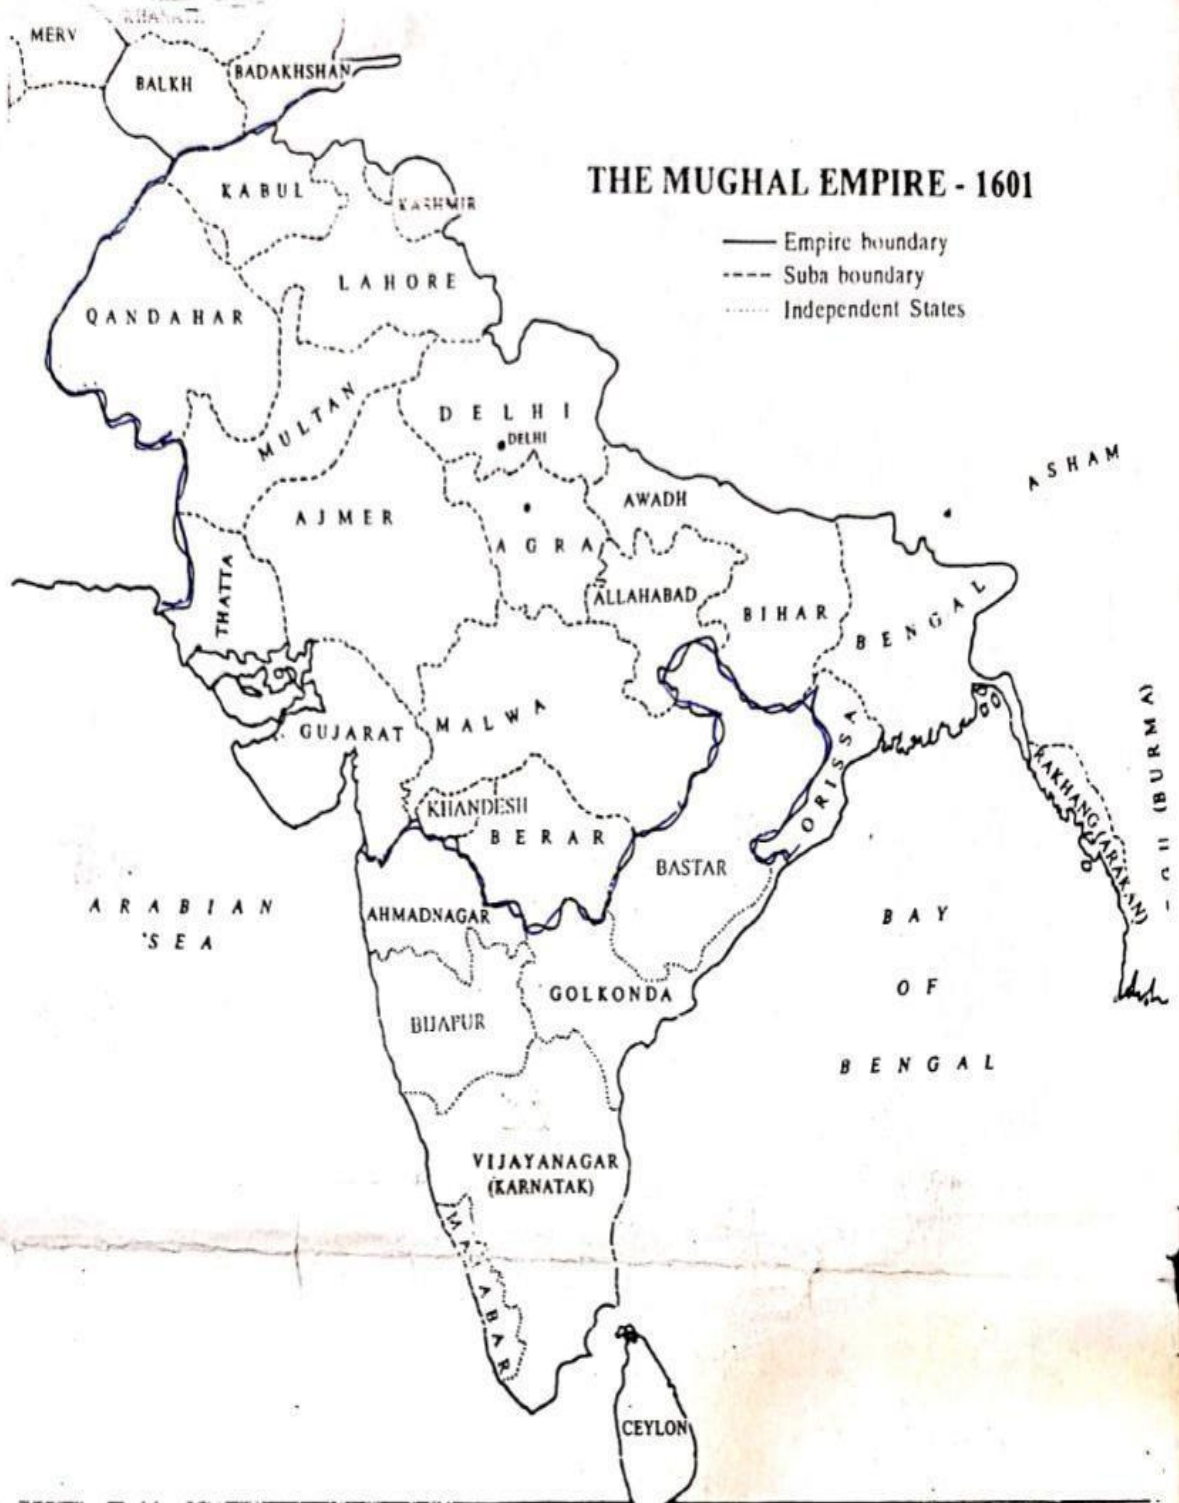 MERV
BALKH
BADAKHSHAN
KABUL
KASHMIR
THE MUGHAL EMPIRE - 1601
Empire boundary
Suba boundary
Independent States
LAHORE
QANDAHAR
MULTAN
DELHI
DELHI
ASHAM
AWADH
AJMER
AGRA
ALLAHABAD
THATTA
BIHAR
BENGAL
GUJARAT
MALWA
ORISSA
KHANDESH
BERAR
BASTAR
RAKHANG (ARAKAN)
(BURMA)
ARABIAN
SEA
AHMADNAGAR
BAY
OF
BENGAL
GOLKONDA
BIJAPUR
VIJAYANAGAR
(KARNATAK)
MALABAR
CEYLON